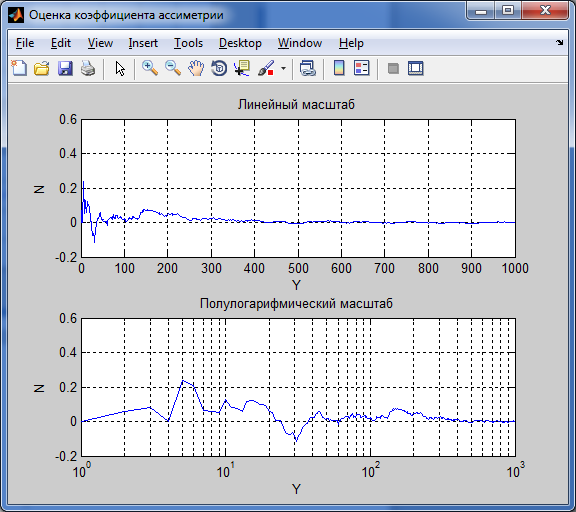 Оценка коэффициента ассиметрии
File Edit View Insert Tools Desktop Window Help
Линейный масштаб
0.6
0.4
0.2
0
-0.2
N
0 100 200 300 400 500 600 700 800 900 1000
Y
Полулогарифмический масштаб
0.6
0.4
0.2
0
-0.2
N
10^0 10^1 10^2 10^3
Y